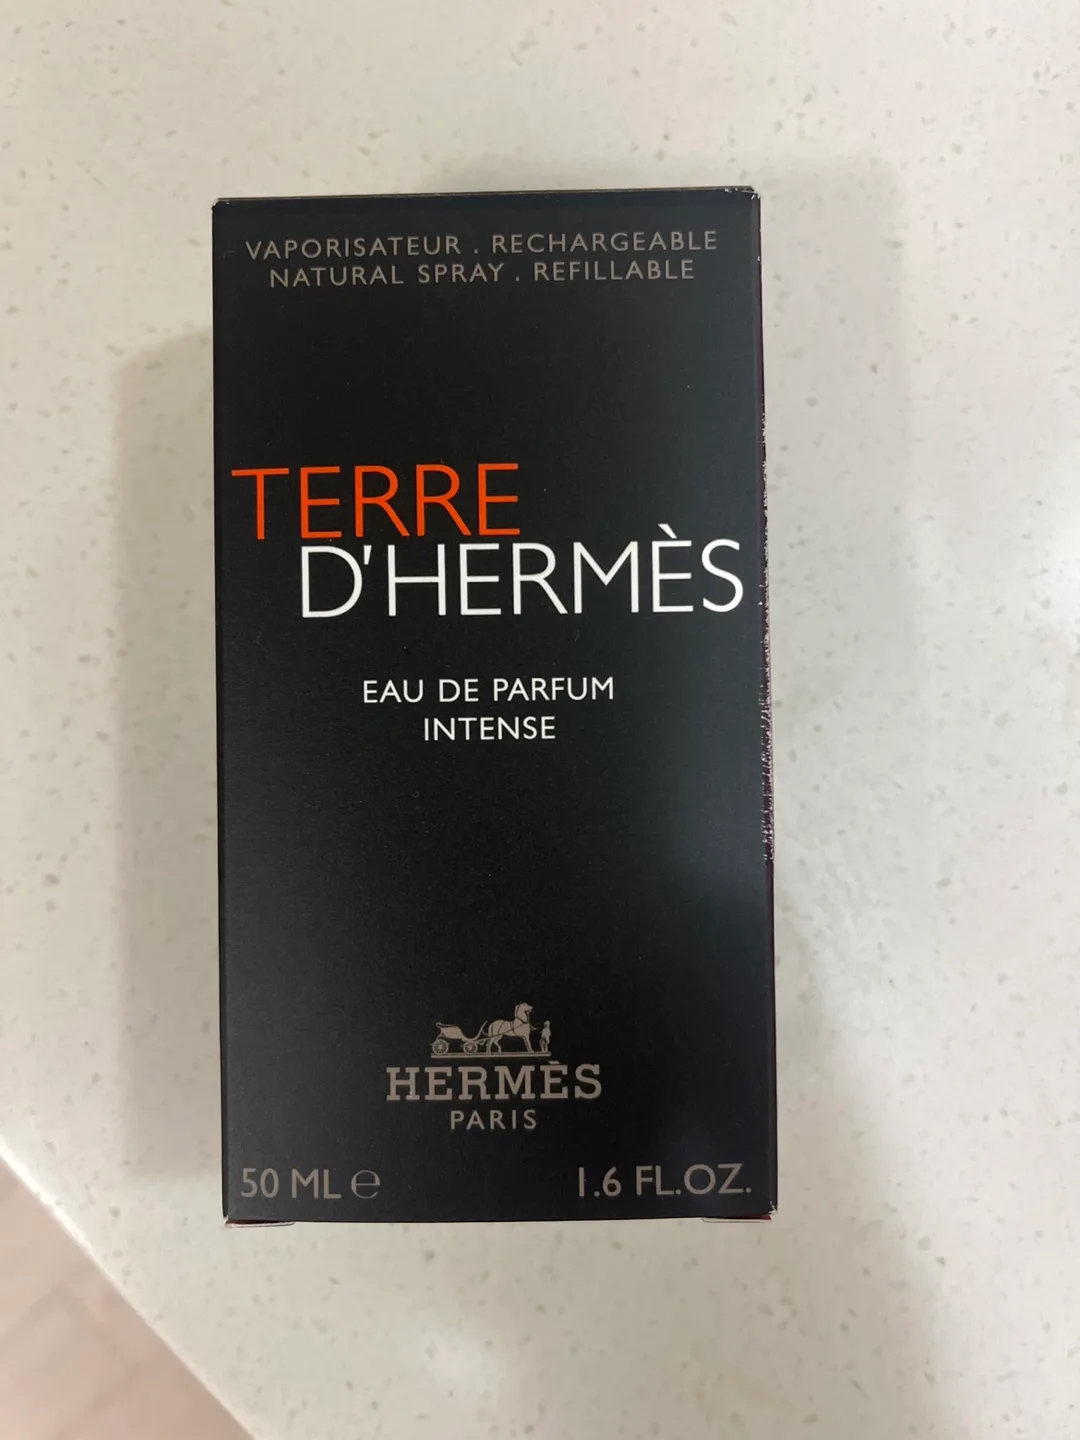 VAPORISATEUR . RECHARGEABLE
NATURAL SPRAY . REFILLABLE
TERRE
D'HERMÈS
EAU DE PARFUM
INTENSE
HERMÈS
PARIS
50 ML ℮
1.6 FL.OZ.